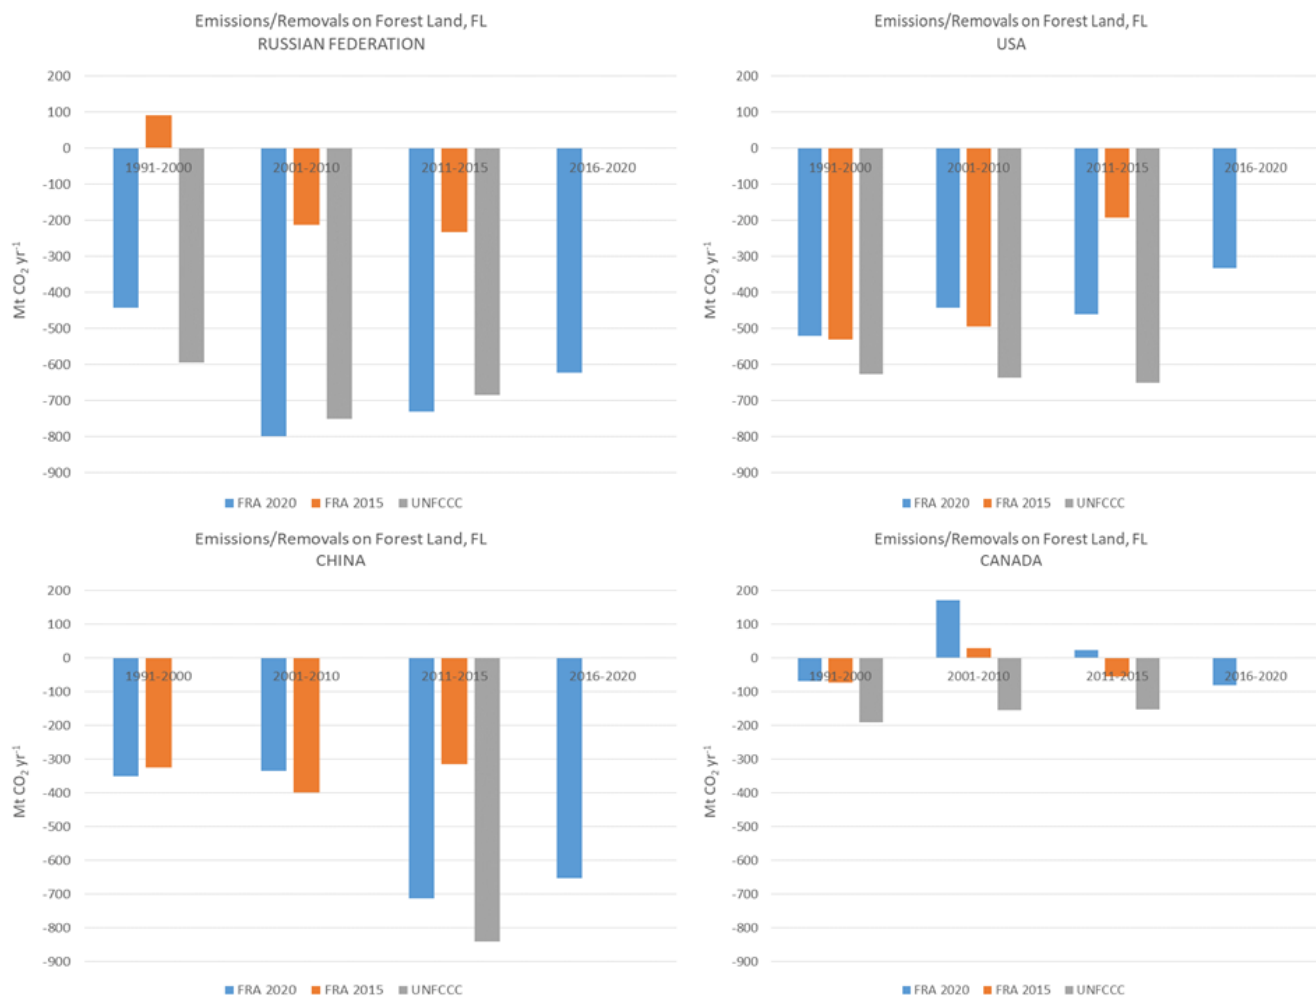 Emissions/Removals on Forest Land, FL
RUSSIAN FEDERATION
200
100
0
-100
-200
-300
-400
-500
-600
-700
-800
-900
Mt CO₂ yr⁻¹
1991-2000 2001-2010 2011-2015 2016-2020
FRA 2020 FRA 2015 UNFCCC
Emissions/Removals on Forest Land, FL
USA
200
100
0
-100
-200
-300
-400
-500
-600
-700
-800
-900
Mt CO₂ yr⁻¹
1991-2000 2001-2010 2011-2015 2016-2020
FRA 2020 FRA 2015 UNFCCC
Emissions/Removals on Forest Land, FL
CHINA
200
100
0
-100
-200
-300
-400
-500
-600
-700
-800
-900
Mt CO₂ yr⁻¹
1991-2000 2001-2010 2011-2015 2016-2020
FRA 2020 FRA 2015 UNFCCC
Emissions/Removals on Forest Land, FL
CANADA
200
100
0
-100
-200
-300
-400
-500
-600
-700
-800
-900
Mt CO₂ yr⁻¹
1991-2000 2001-2010 2011-2015 2016-2020
FRA 2020 FRA 2015 UNFCCC